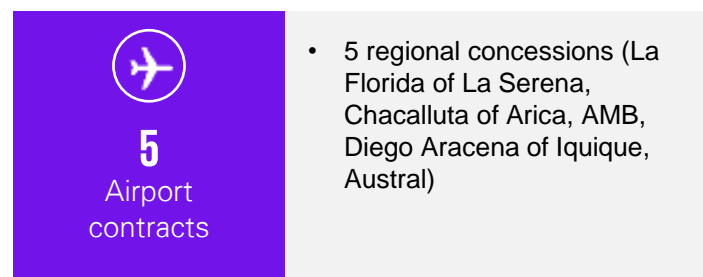 5
Airport
contracts
• 5 regional concessions (La
Florida of La Serena,
Chacalluta of Arica, AMB,
Diego Aracena of Iquique,
Austral)